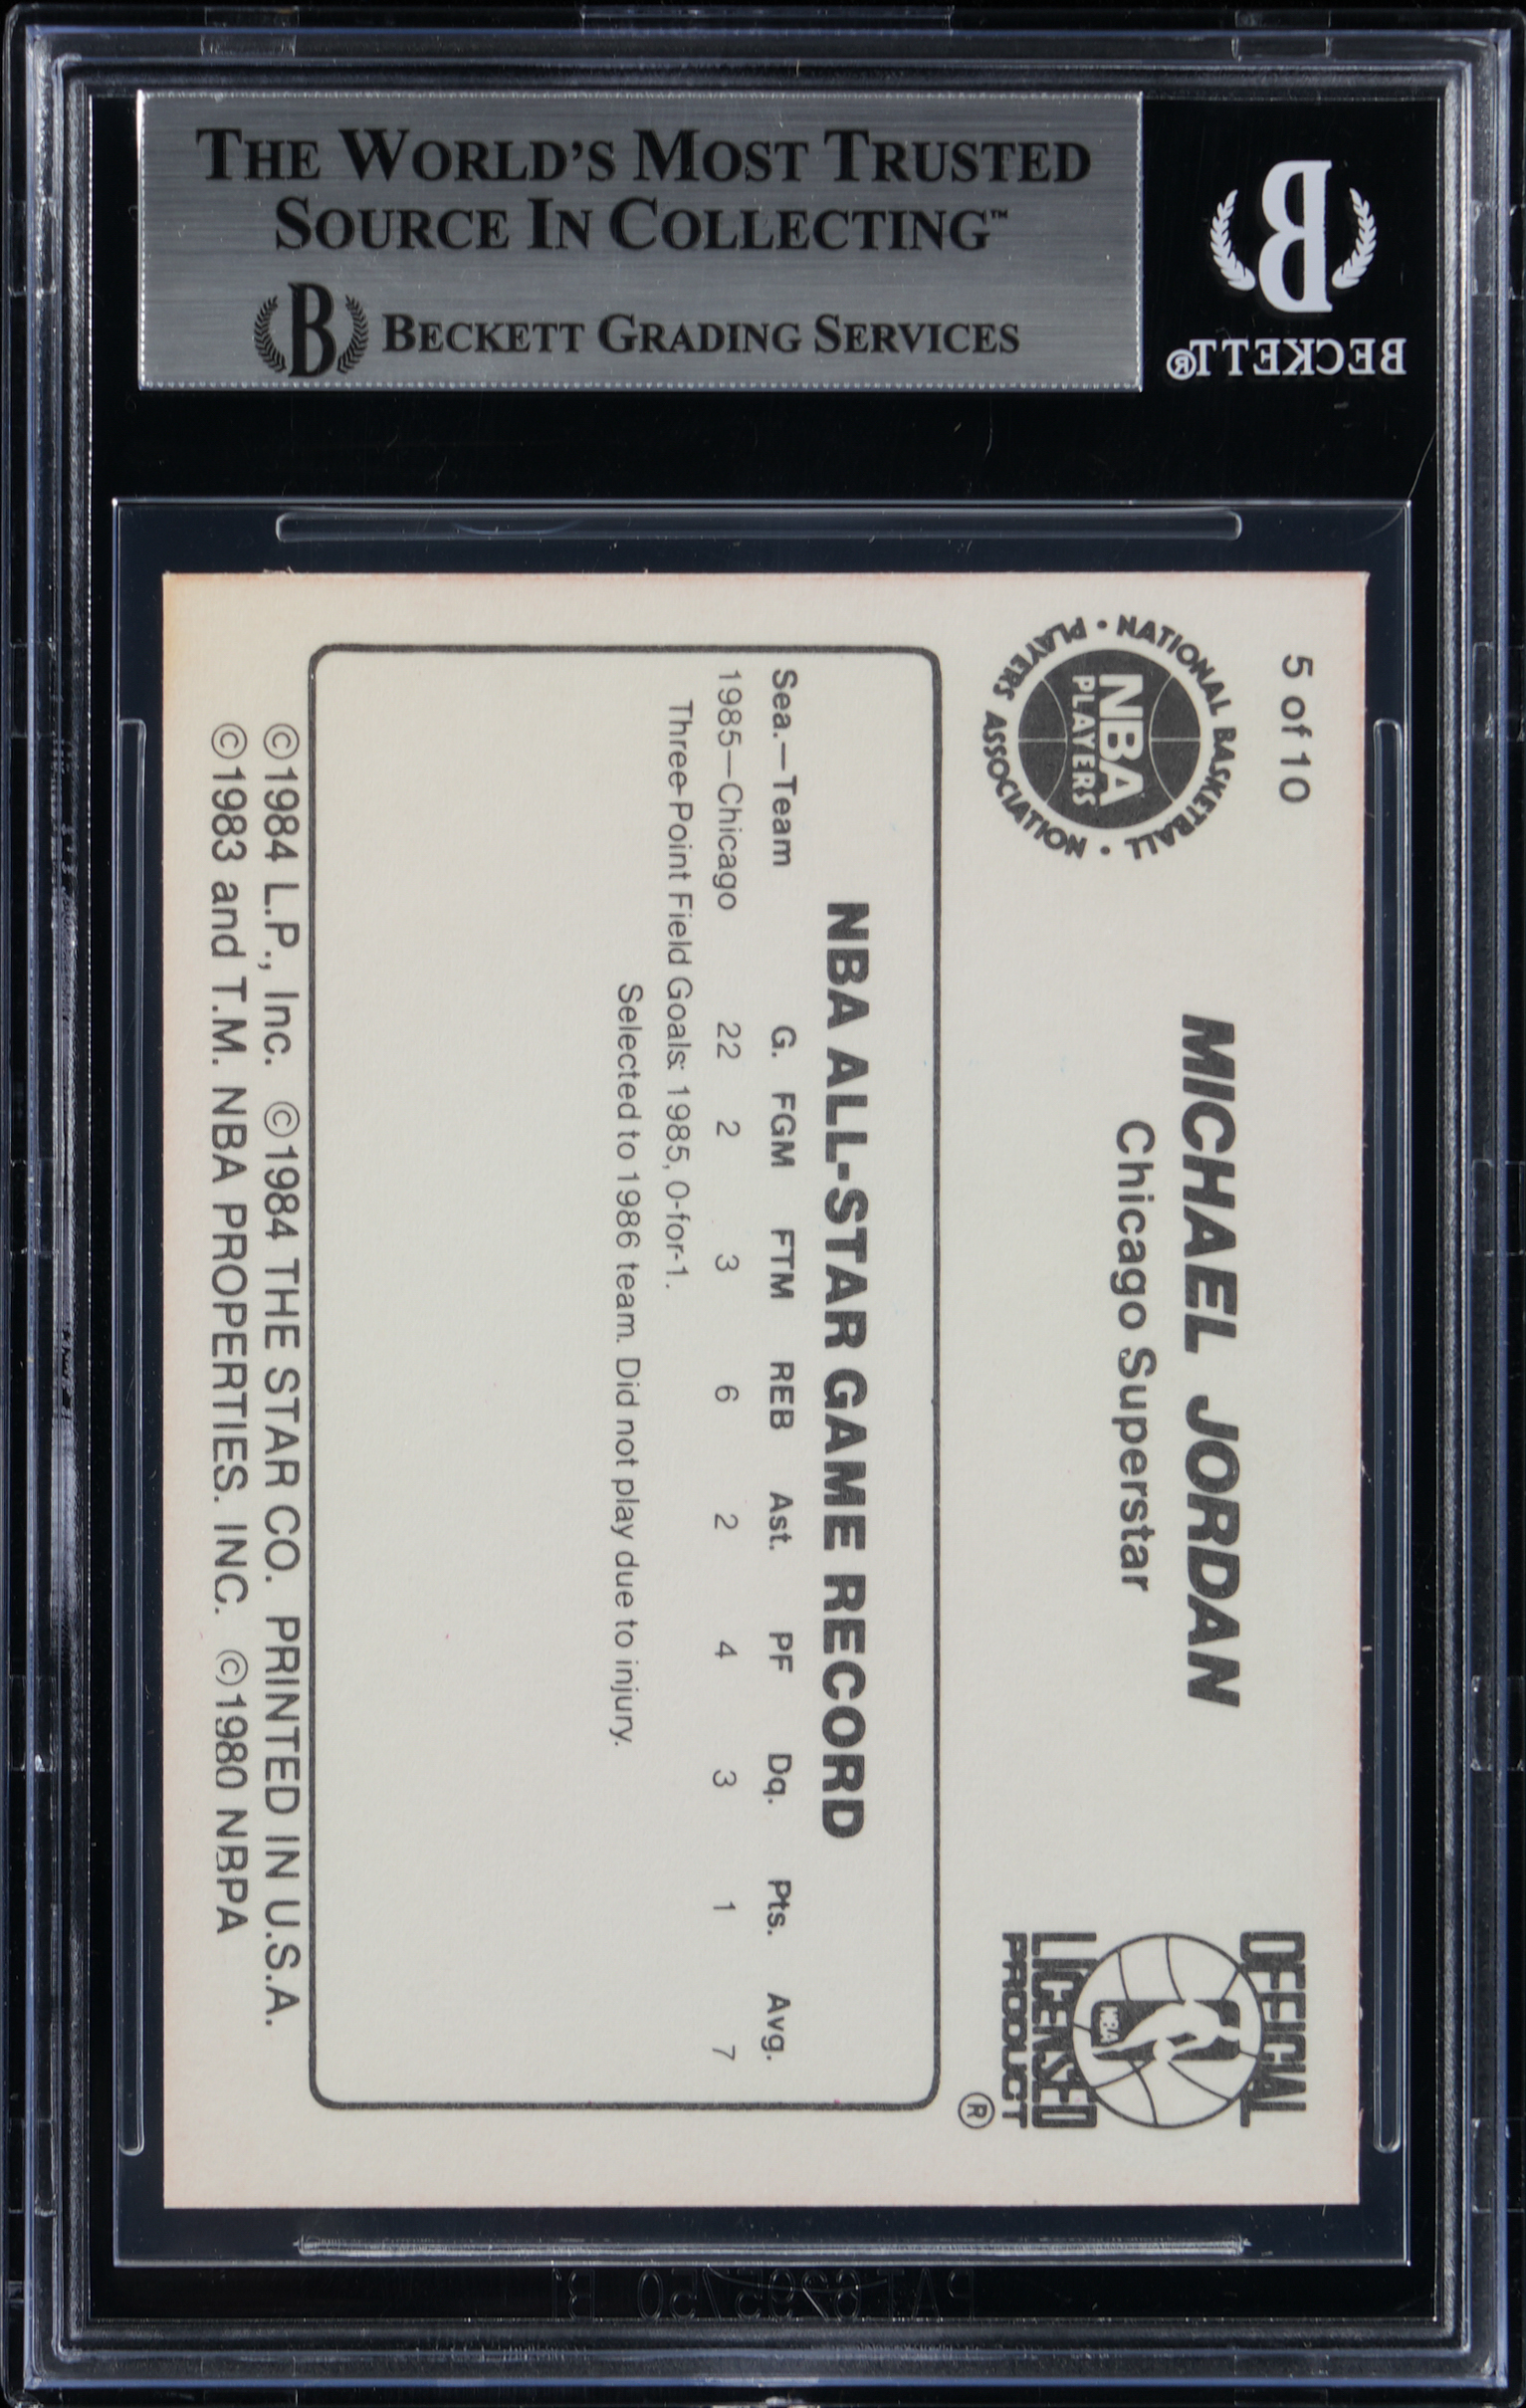 THE WORLD'S MOST TRUSTED
SOURCE IN COLLECTING™
B BECKETT GRADING SERVICES
B
BECKETT®
5 of 10
NATIONAL BASKETBALL PLAYERS ASSOCIATION
NBA
PLAYERS
MICHAEL JORDAN
Chicago Superstar
OFFICIAL
NBA
LICENSED
PRODUCT
®
NBA ALL-STAR GAME RECORD
Sea.—Team G. FGM FTM REB Ast. PF Dq. Pts. Avg.
1985—Chicago 22 2 3 6 2 4 3 1 7
Three-Point Field Goals: 1985, 0-for-1.
Selected to 1986 team. Did not play due to injury.
©1984 L.P., Inc. ©1984 THE STAR CO. PRINTED IN U.S.A.
©1983 and T.M. NBA PROPERTIES. INC. ©1980 NBPA